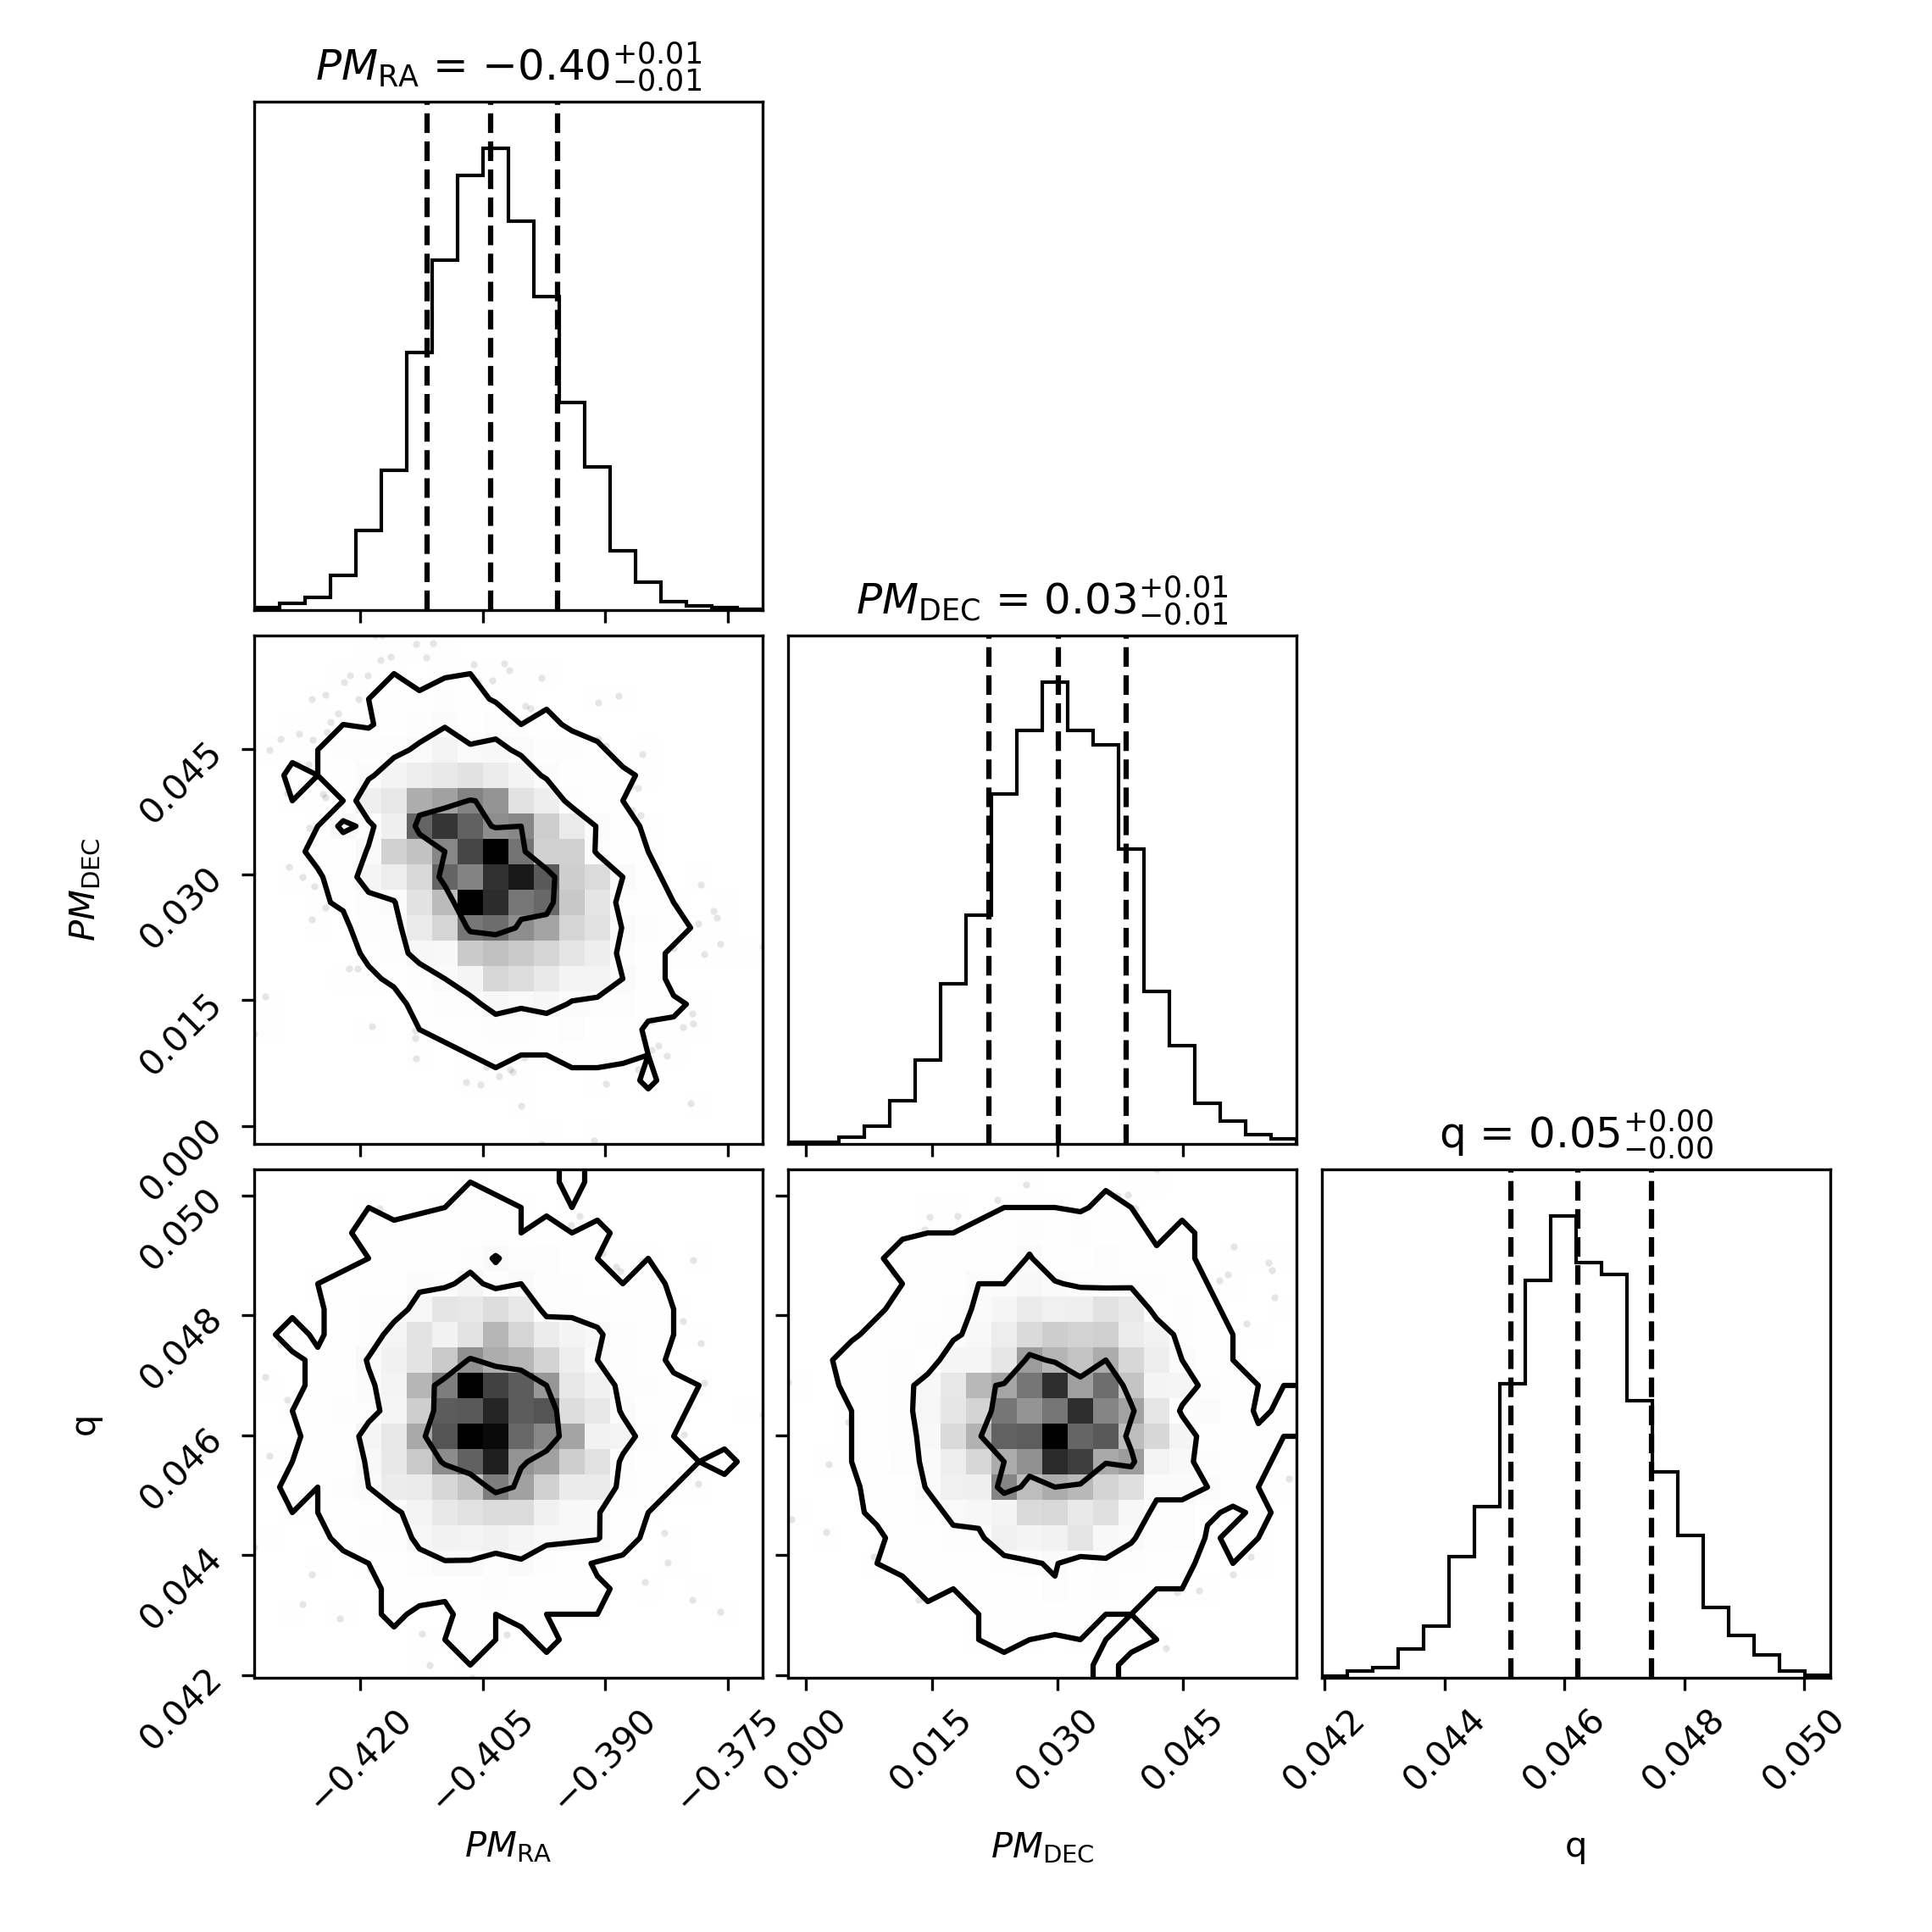 PM_RA = −0.40 +0.01 −0.01
PM_DEC = 0.03 +0.01 −0.01
PM_DEC
0.045
0.030
0.015
0.000
q = 0.05 +0.00 −0.00
q
0.050
0.048
0.046
0.044
0.042
−0.420 −0.405 −0.390 −0.375 0.000 0.015 0.030 0.045 0.042 0.044 0.046 0.048 0.050
PM_RA PM_DEC q